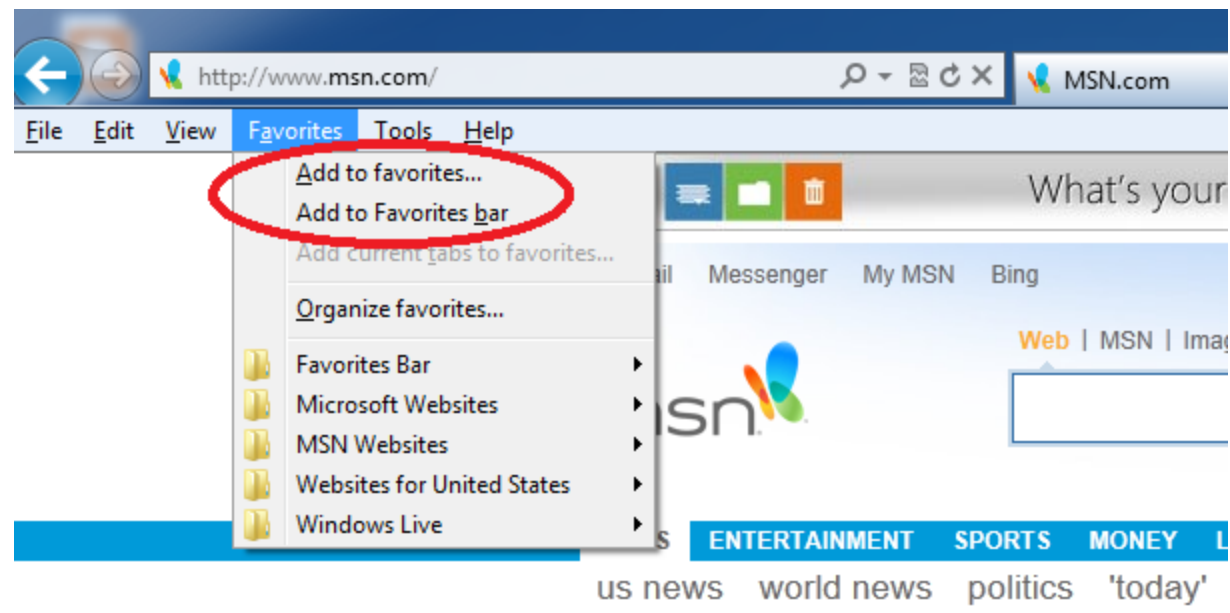 http://www.msn.com/
MSN.com
File Edit View Favorites Tools Help
Add to favorites...
Add to Favorites bar
Add current tabs to favorites...
Organize favorites...
Favorites Bar
Microsoft Websites
MSN Websites
Websites for United States
Windows Live
What's your
Messenger My MSN Bing
Web | MSN |
msn
ENTERTAINMENT SPORTS MONEY
us news world news politics 'today'